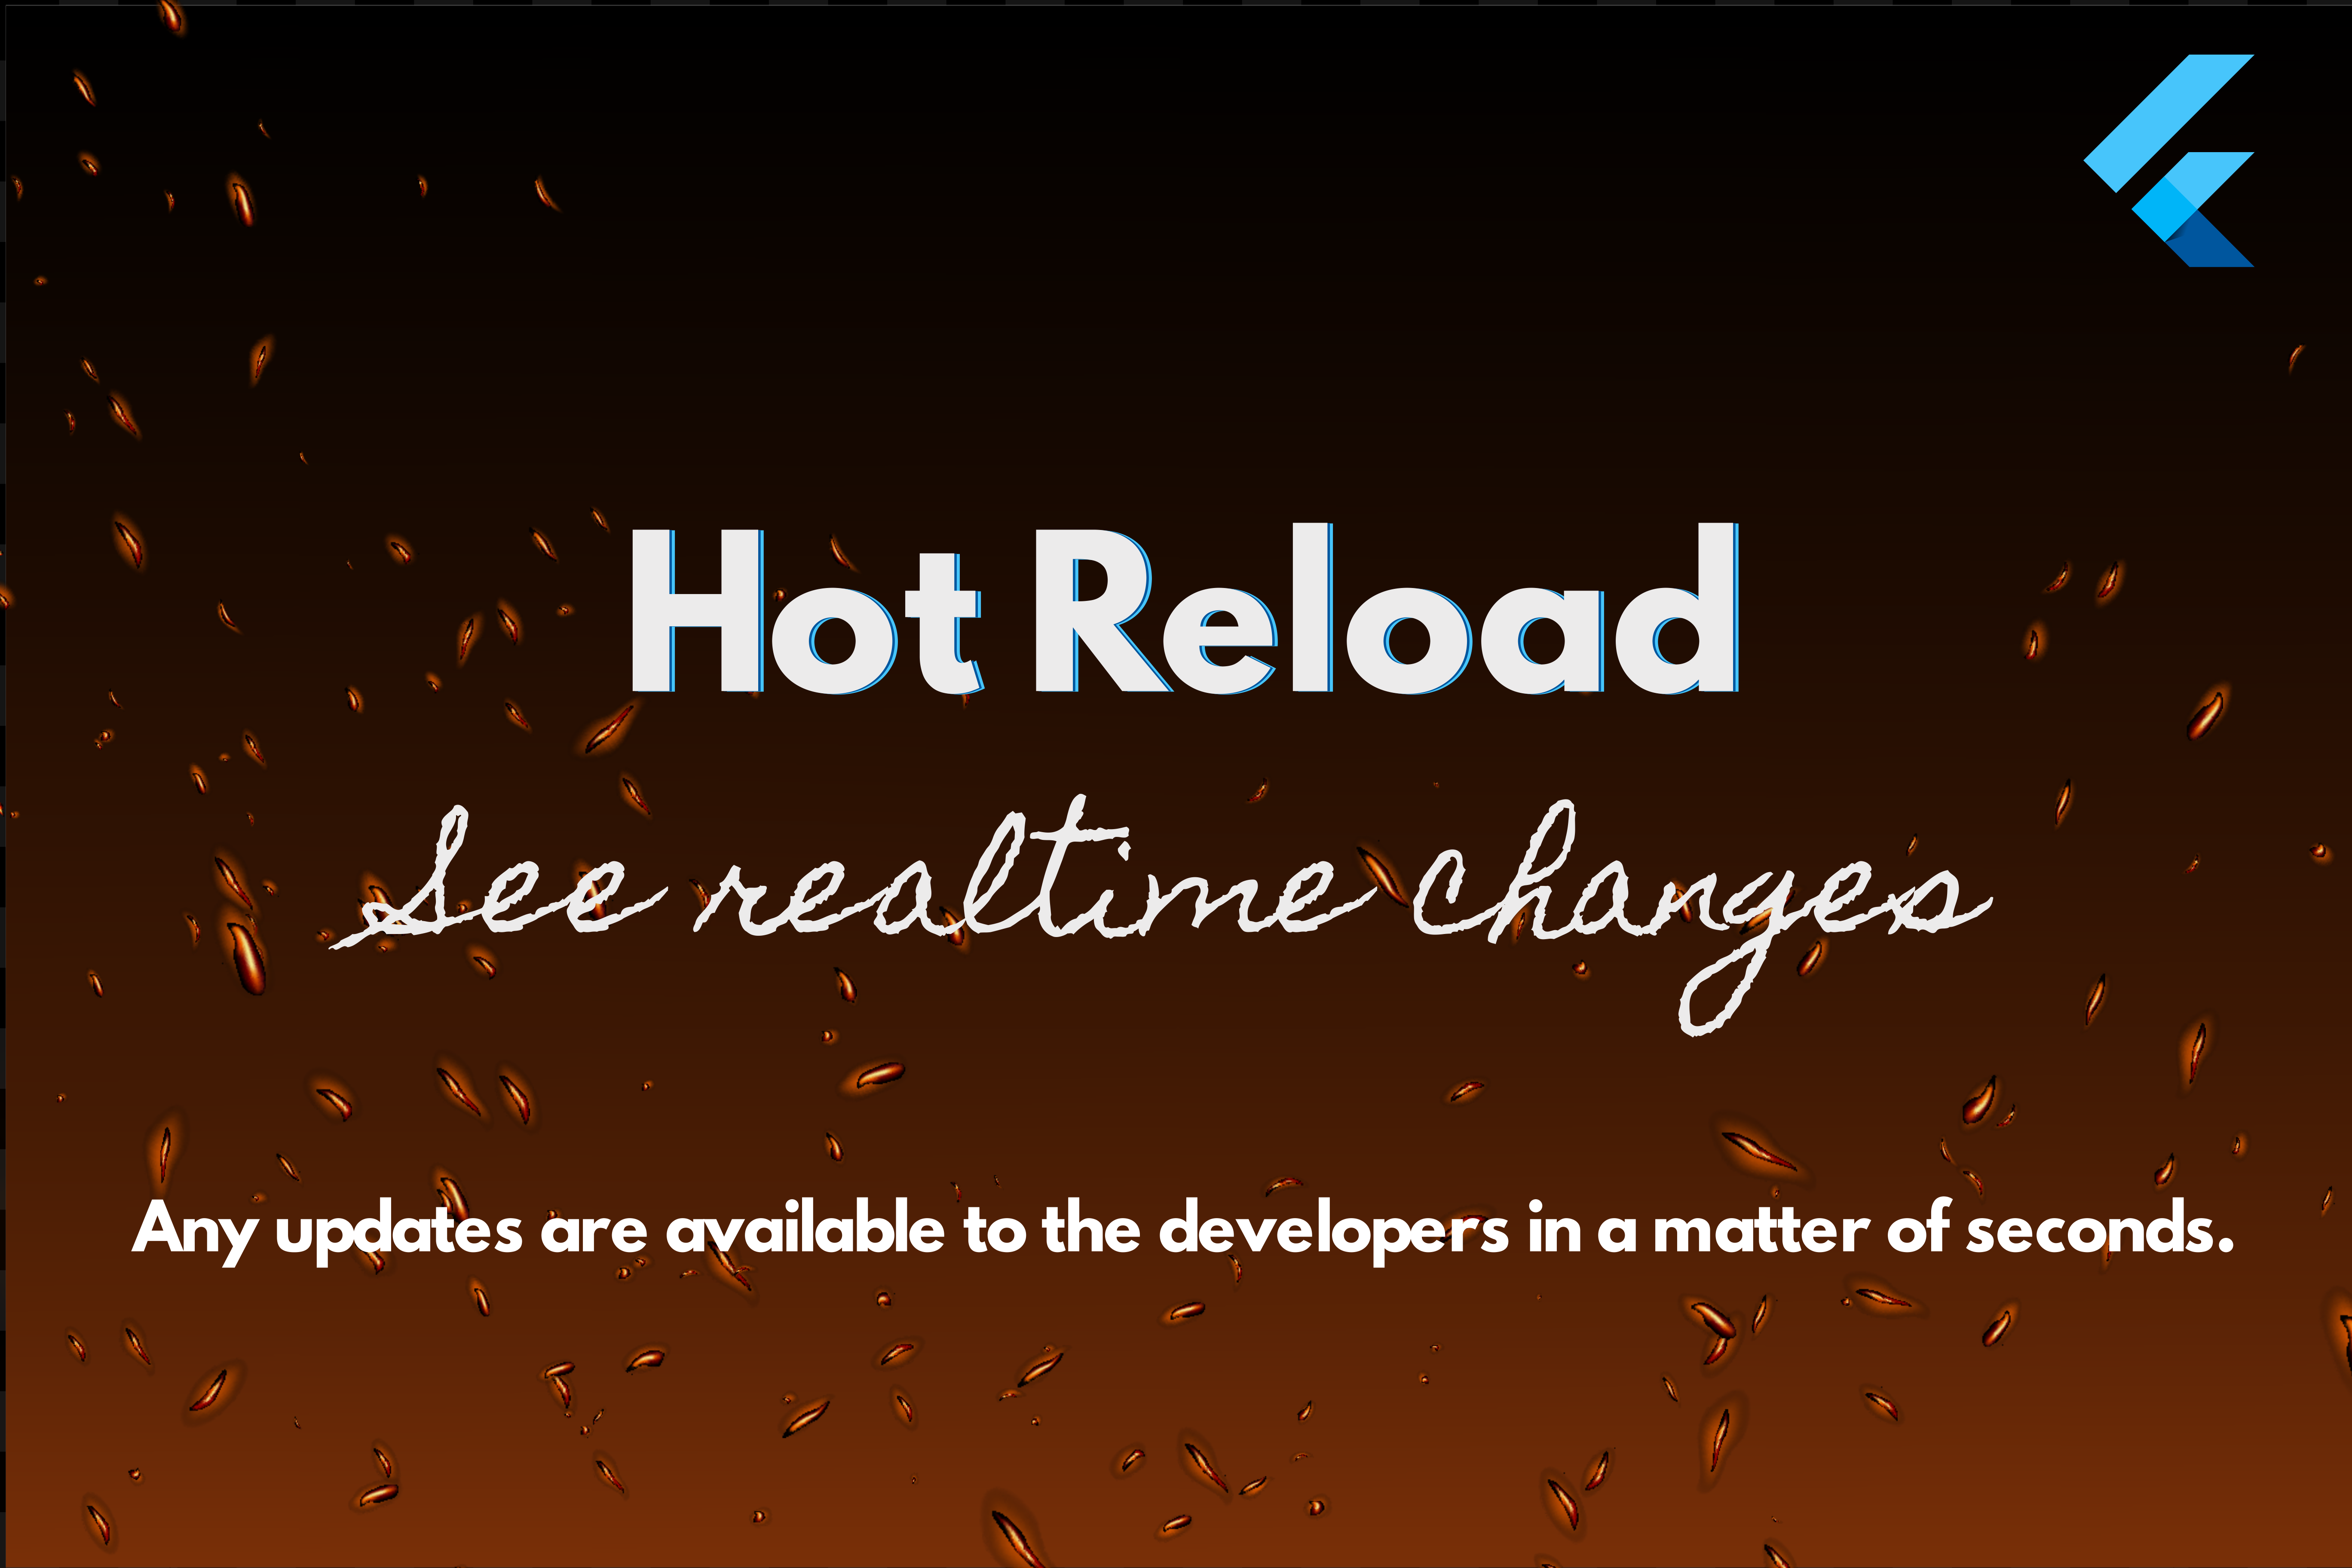 Hot Reload
See realtime changes
Any updates are available to the developers in a matter of seconds.